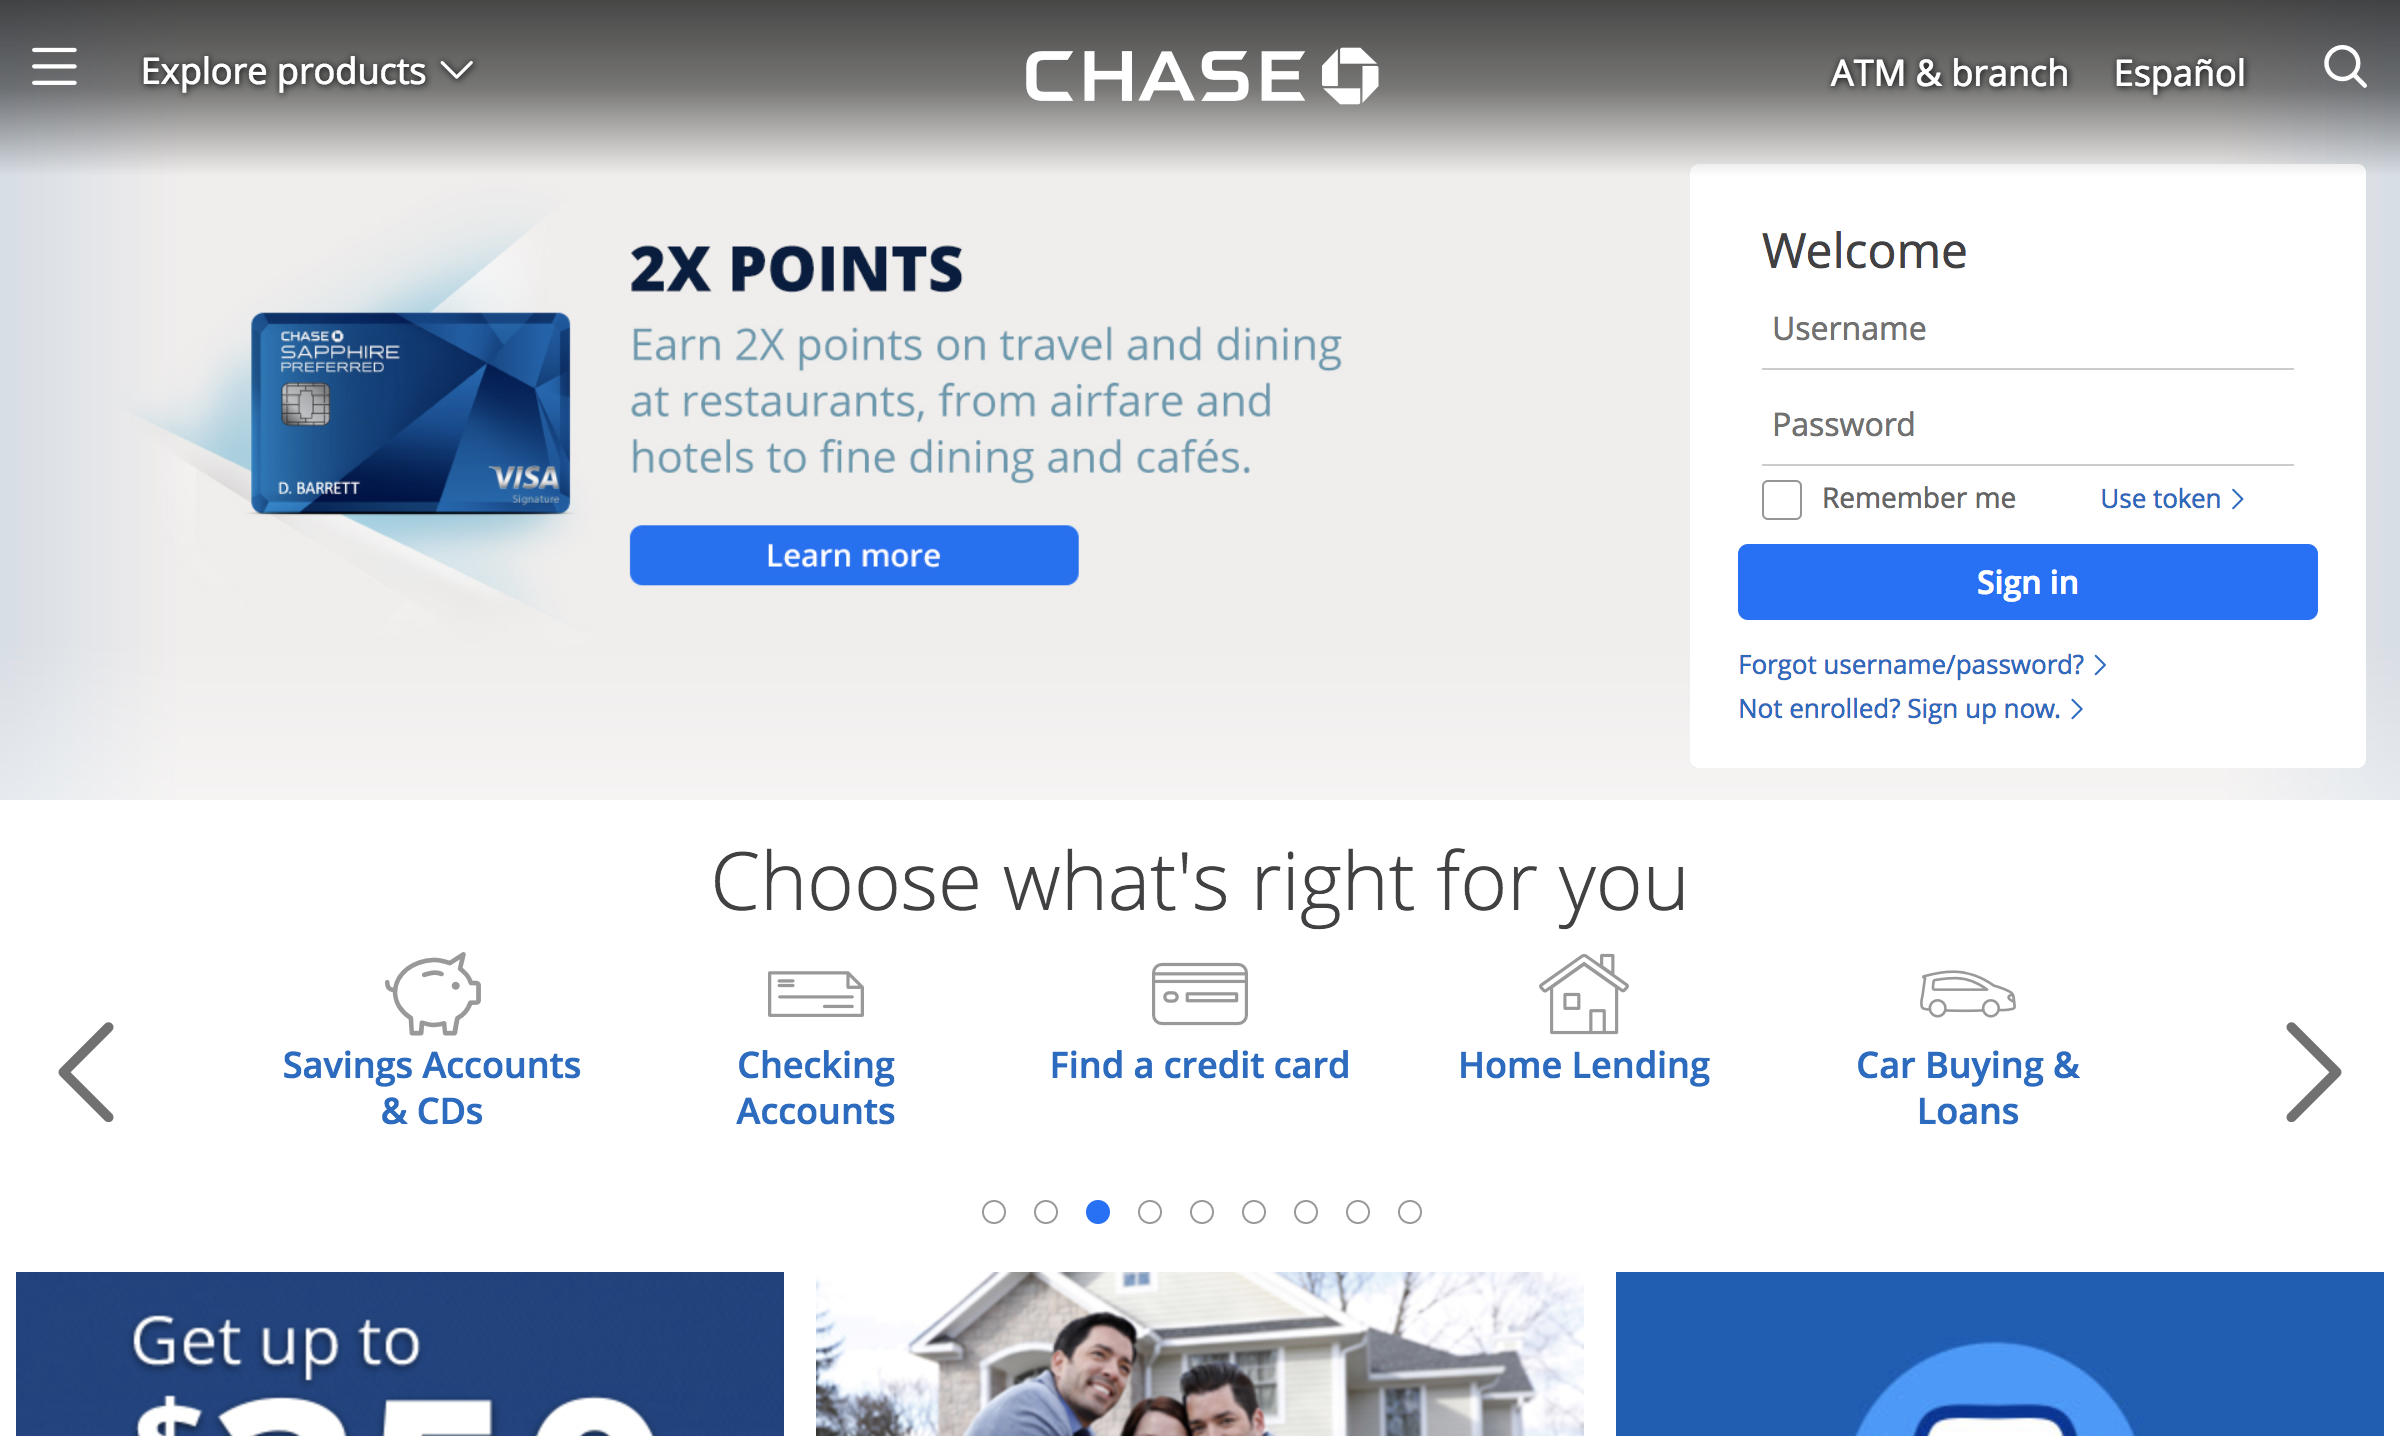 Explore products
CHASE
ATM & branch
Español
CHASE
SAPPHIRE
PREFERRED
D. BARRETT
VISA
Signature
2X POINTS
Earn 2X points on travel and dining
at restaurants, from airfare and
hotels to fine dining and cafés.
Learn more
Welcome
Username
Password
Remember me
Use token
Sign in
Forgot username/password?
Not enrolled? Sign up now.
Choose what's right for you
Savings Accounts
& CDs
Checking
Accounts
Find a credit card
Home Lending
Car Buying &
Loans
Get up to